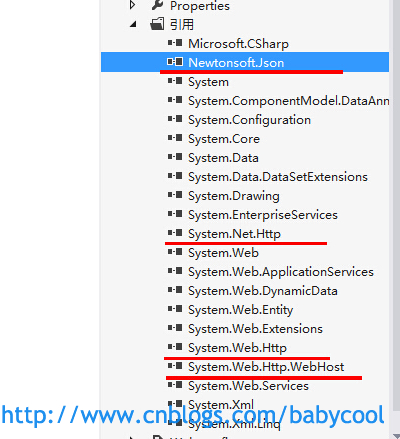 Properties
引用
Microsoft.CSharp
Newtonsoft.Json
System
System.ComponentModel.DataAnn
System.Configuration
System.Core
System.Data
System.Data.DataSetExtensions
System.Drawing
System.EnterpriseServices
System.Net.Http
System.Web
System.Web.ApplicationServices
System.Web.DynamicData
System.Web.Entity
System.Web.Extensions
System.Web.Http
System.Web.Http.WebHost
System.Web.Services
System.Xml
http://www.cnblogs.com/babycool
System.Xml.Linq